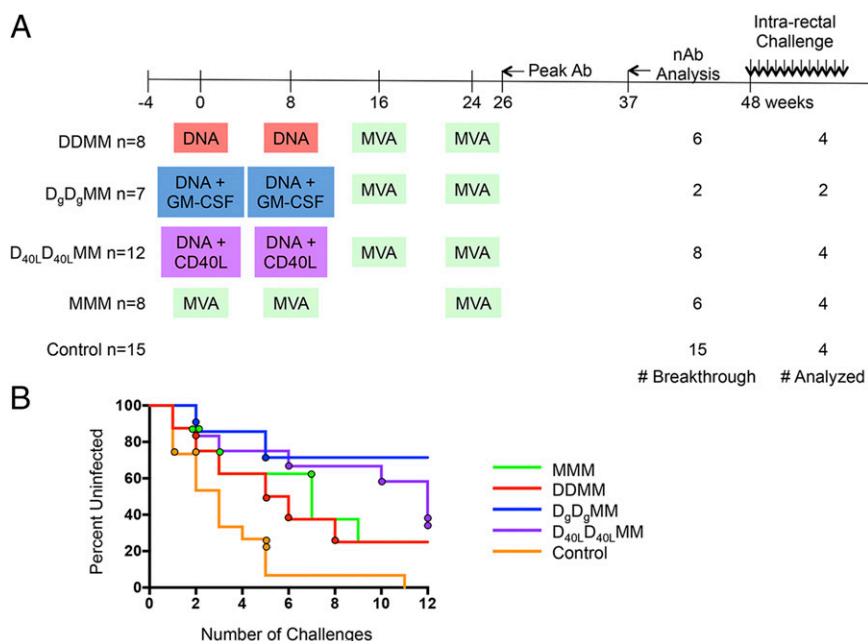 A
Intra-rectal
Challenge
nAb
Peak Ab
Analysis
-4 0 8 16 24 26 37 48 weeks
DDMM n=8 DNA DNA MVA MVA 6 4
DgDgMM n=7 DNA + GM-CSF DNA + GM-CSF MVA MVA 2 2
D40LD40LMM n=12 DNA + CD40L DNA + CD40L MVA MVA 8 4
MMM n=8 MVA MVA MVA 6 4
Control n=15 15 4
# Breakthrough # Analyzed
B
Percent Uninfected
100
80
60
40
20
0
0 2 4 6 8 10 12
Number of Challenges
MMM
DDMM
DgDgMM
D40LD40LMM
Control